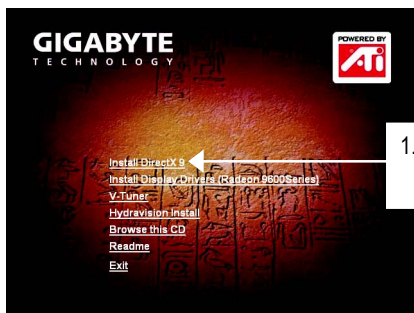 GIGABYTE
TECHNOLOGY
POWERED BY
ATi
1.
Install DirectX 9
Install Display Drivers (Radeon 9600Series)
V-Tuner
Hydravision Install
Browse this CD
Readme
Exit